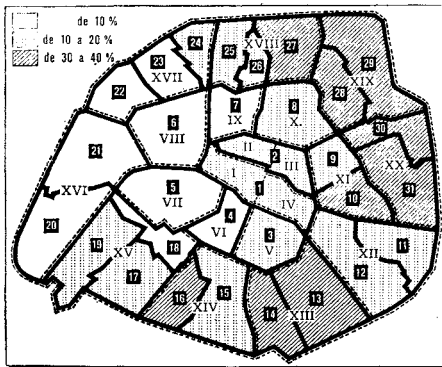 de 10 %
de 10 a 20 %
de 30 a 40 %
24
23
XVII
25
XVIII
26
27
29
XIX
28
22
7
IX
8
X
6
VIII
30
II
2
III
9
XI
10
XX
31
21
I
1
IV
XVI
5
VII
4
VI
3
V
20
19
XV
18
17
XII
11
12
16
XIV
15
14
XIII
13